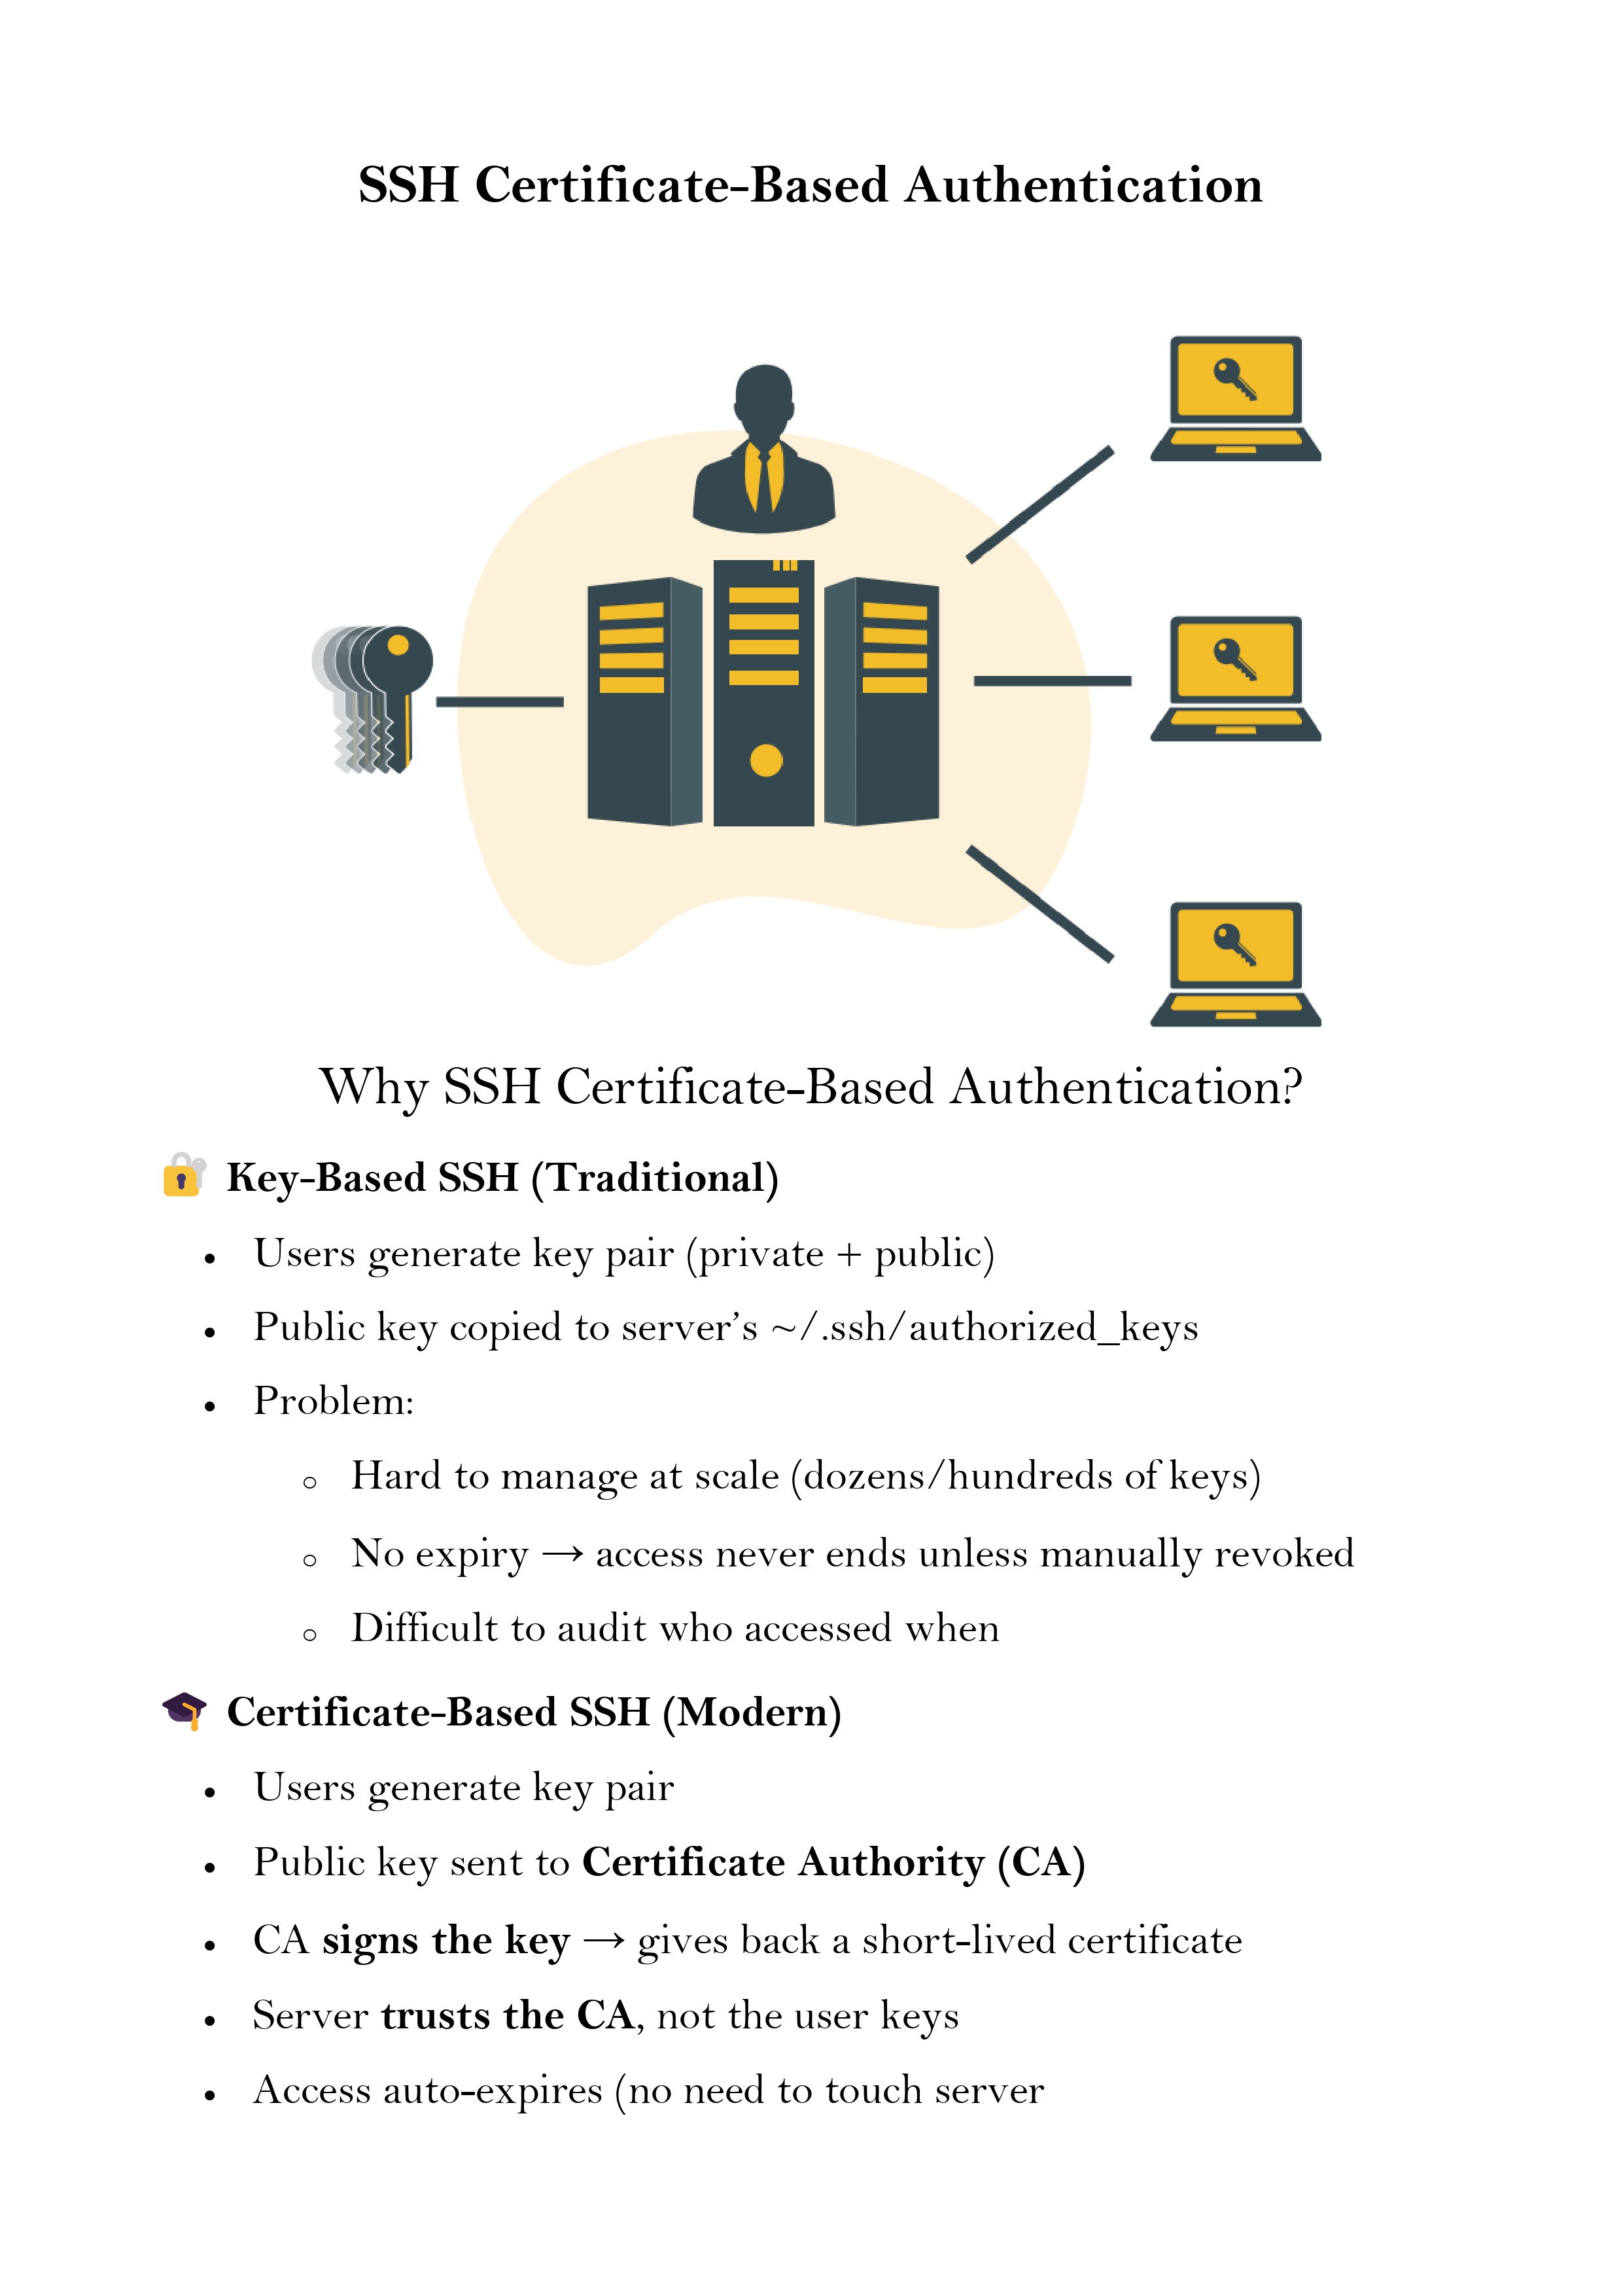 SSH Certificate-Based Authentication
Why SSH Certificate-Based Authentication?
Key-Based SSH (Traditional)
• Users generate key pair (private + public)
• Public key copied to server’s ~/.ssh/authorized_keys
• Problem:
○ Hard to manage at scale (dozens/hundreds of keys)
○ No expiry → access never ends unless manually revoked
○ Difficult to audit who accessed when
Certificate-Based SSH (Modern)
• Users generate key pair
• Public key sent to Certificate Authority (CA)
• CA signs the key → gives back a short-lived certificate
• Server trusts the CA, not the user keys
• Access auto-expires (no need to touch server